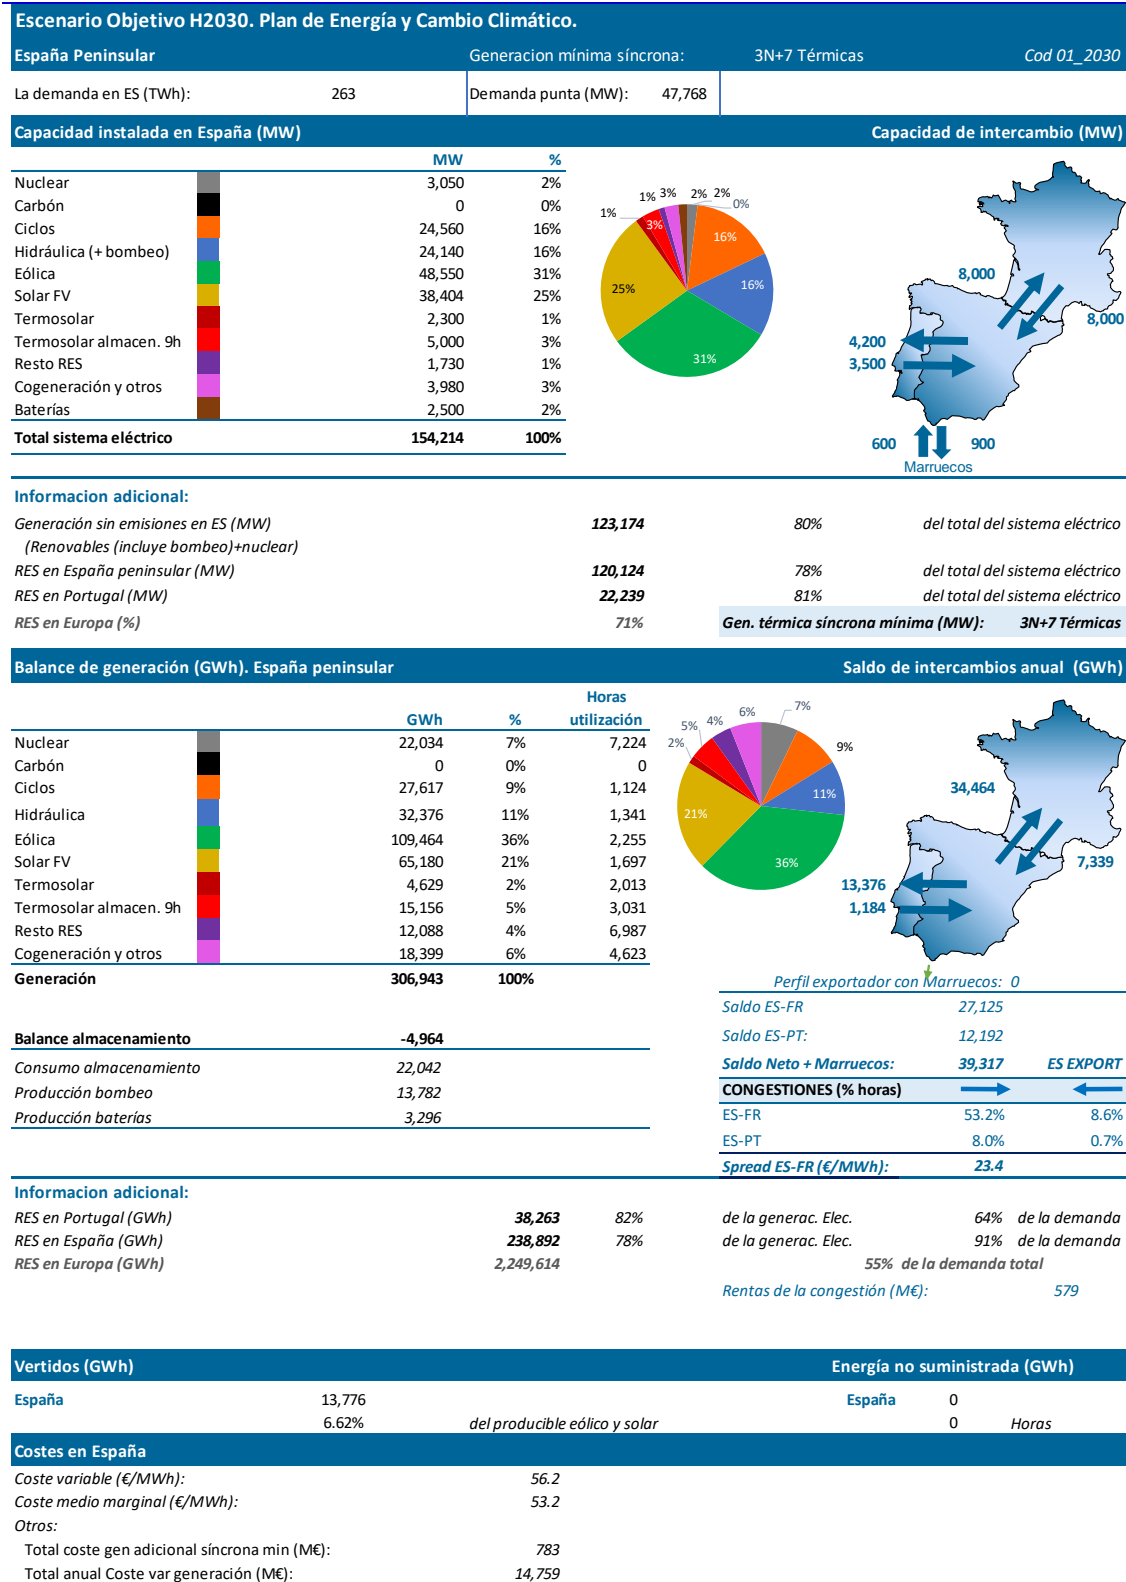 Escenario Objetivo H2030. Plan de Energía y Cambio Climático.
España Peninsular Generacion mínima síncrona: 3N+7 Térmicas Cod 01_2030
La demanda en ES (TWh): 263 Demanda punta (MW): 47,768
Capacidad instalada en España (MW) Capacidad de intercambio (MW)
MW %
Nuclear 3,050 2%
Carbón 0 0%
Ciclos 24,560 16%
Hidráulica (+ bombeo) 24,140 16%
Eólica 48,550 31%
Solar FV 38,404 25%
Termosolar 2,300 1%
Termosolar almacen. 9h 5,000 3%
Resto RES 1,730 1%
Cogeneración y otros 3,980 3%
Baterías 2,500 2%
Total sistema eléctrico 154,214 100%
1% 3% 2% 2%
0%
1%
3%
16%
25%
16%
31%
8,000
8,000
4,200
3,500
600 900
Marruecos
Informacion adicional:
Generación sin emisiones en ES (MW) 123,174 80% del total del sistema eléctrico
(Renovables (incluye bombeo)+nuclear)
RES en España peninsular (MW) 120,124 78% del total del sistema eléctrico
RES en Portugal (MW) 22,239 81% del total del sistema eléctrico
RES en Europa (%) 71% Gen. térmica síncrona mínima (MW): 3N+7 Térmicas
Balance de generación (GWh). España peninsular Saldo de intercambios anual (GWh)
Horas
GWh % utilización
Nuclear 22,034 7% 7,224
Carbón 0 0% 0
Ciclos 27,617 9% 1,124
Hidráulica 32,376 11% 1,341
Eólica 109,464 36% 2,255
Solar FV 65,180 21% 1,697
Termosolar 4,629 2% 2,013
Termosolar almacen. 9h 15,156 5% 3,031
Resto RES 12,088 4% 6,987
Cogeneración y otros 18,399 6% 4,623
Generación 306,943 100%
7%
6%
4%
5%
2%
9%
11%
21%
36%
34,464
7,339
13,376
1,184
Perfil exportador con Marruecos: 0
Saldo ES-FR 27,125
Saldo ES-PT: 12,192
Saldo Neto + Marruecos: 39,317 ES EXPORT
CONGESTIONES (% horas)
ES-FR 53.2% 8.6%
ES-PT 8.0% 0.7%
Spread ES-FR (€/MWh): 23.4
Balance almacenamiento -4,964
Consumo almacenamiento 22,042
Producción bombeo 13,782
Producción baterías 3,296
Informacion adicional:
RES en Portugal (GWh) 38,263 82% de la generac. Elec. 64% de la demanda
RES en España (GWh) 238,892 78% de la generac. Elec. 91% de la demanda
RES en Europa (GWh) 2,249,614 55% de la demanda total
Rentas de la congestión (M€): 579
Vertidos (GWh) Energía no suministrada (GWh)
España 13,776 España 0
6.62% del producible eólico y solar 0 Horas
Costes en España
Coste variable (€/MWh): 56.2
Coste medio marginal (€/MWh): 53.2
Otros:
Total coste gen adicional síncrona min (M€): 783
Total anual Coste var generación (M€): 14,759